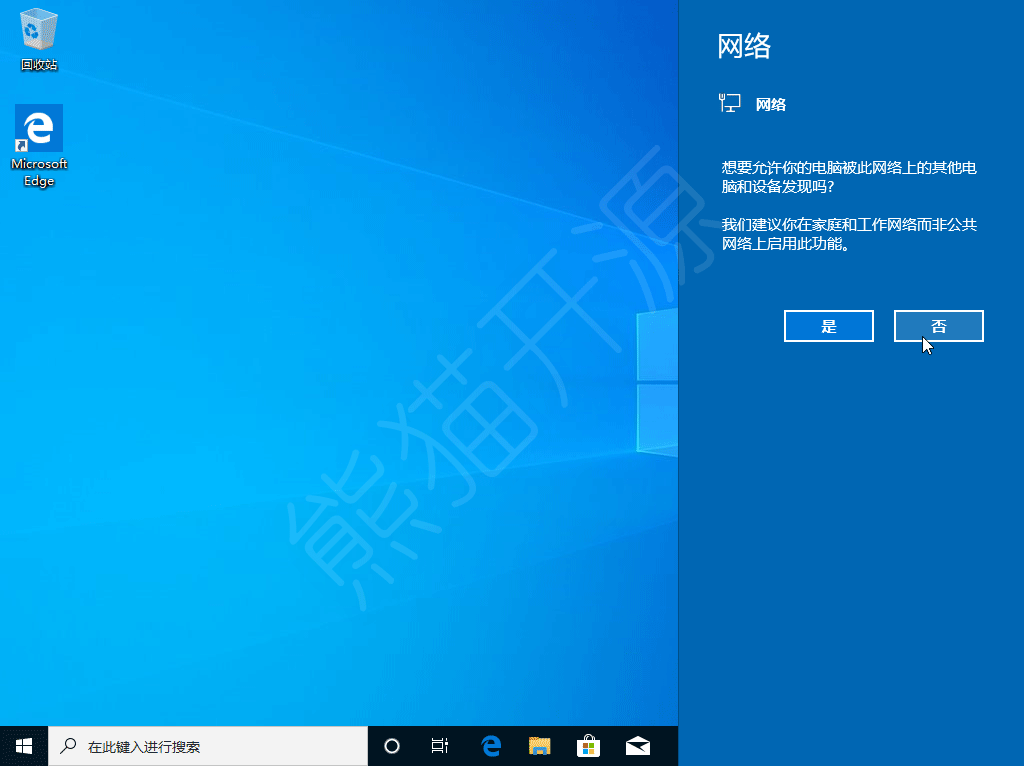 回收站
Microsoft
Edge
网络
网络
想要允许你的电脑被此网络上的其他电
脑和设备发现吗?
我们建议你在家庭和工作网络而非公共
网络上启用此功能。
是
否
熊猫开源
在此键入进行搜索